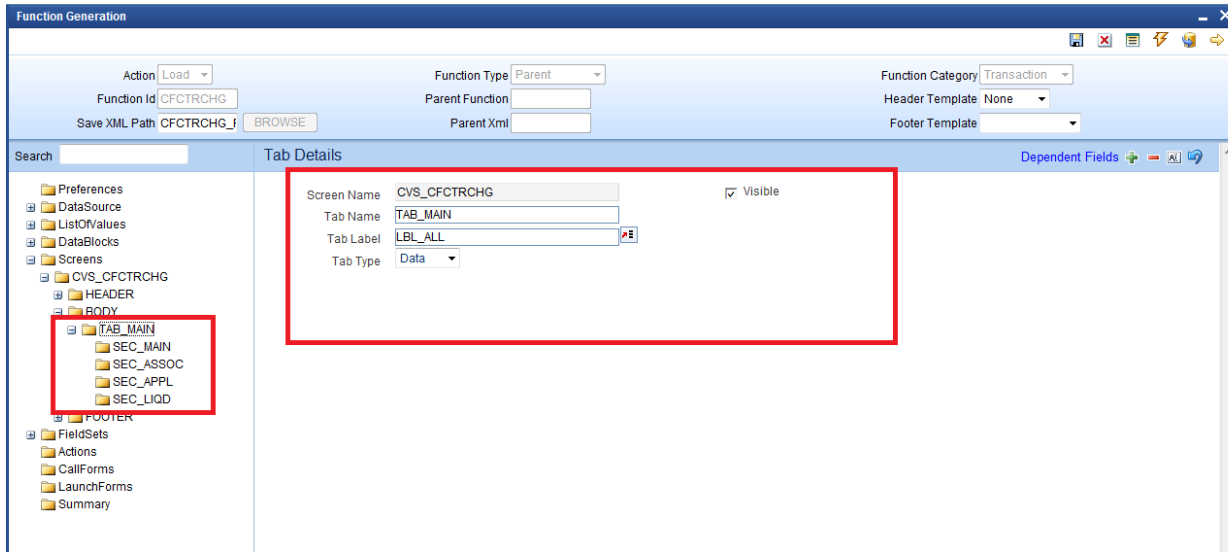 Function Generation
Action Load Function Type Parent Function Category Transaction
Function Id CFCTRCHG Parent Function Header Template None
Save XML Path CFCTRCHG_ BROWSE Parent Xml Footer Template
Search Tab Details Dependent Fields
Preferences
DataSource
ListOfValues
DataBlocks
Screens
CVS_CFCTRCHG
HEADER
BODY
TAB_MAIN
SEC_MAIN
SEC_ASSOC
SEC_APPL
SEC_LIQD
FOOTER
FieldSets
Actions
CallForms
LaunchForms
Summary
Screen Name CVS_CFCTRCHG Visible
Tab Name TAB_MAIN
Tab Label LBL_ALL
Tab Type Data